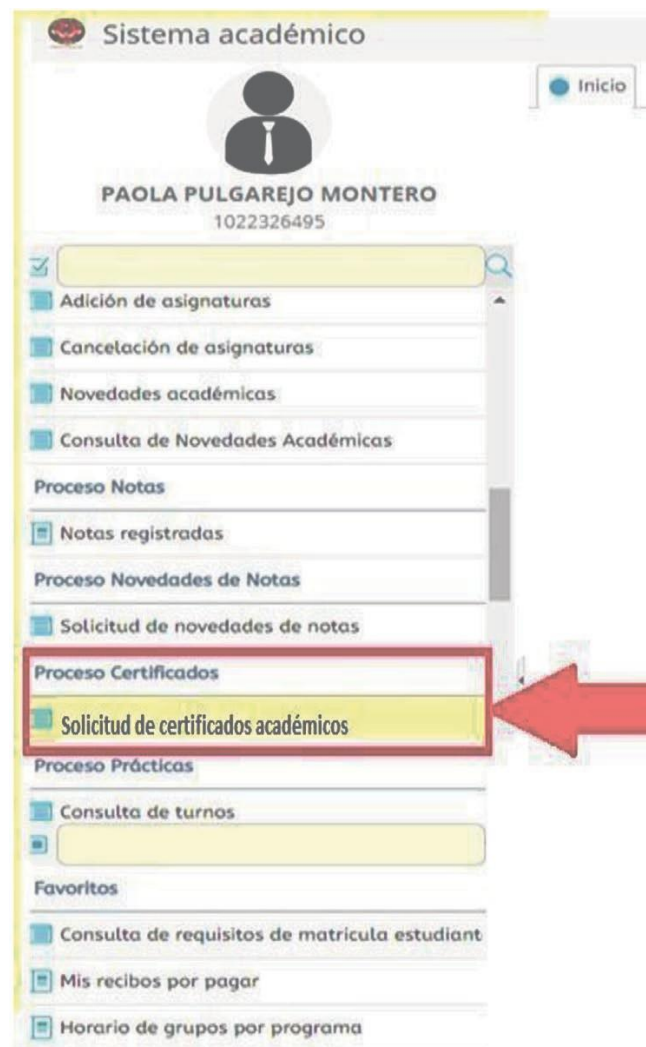 Sistema académico
Inicio
PAOLA PULGAREJO MONTERO
1022326495
Adición de asignaturas
Cancelación de asignaturas
Novedades académicas
Consulta de Novedades Académicas
Proceso Notas
Notas registradas
Proceso Novedades de Notas
Solicitud de novedades de notas
Proceso Certificados
Solicitud de certificados académicos
Proceso Prácticas
Consulta de turnos
Favoritos
Consulta de requisitos de matricula estudiant
Mis recibos por pagar
Horario de grupos por programa